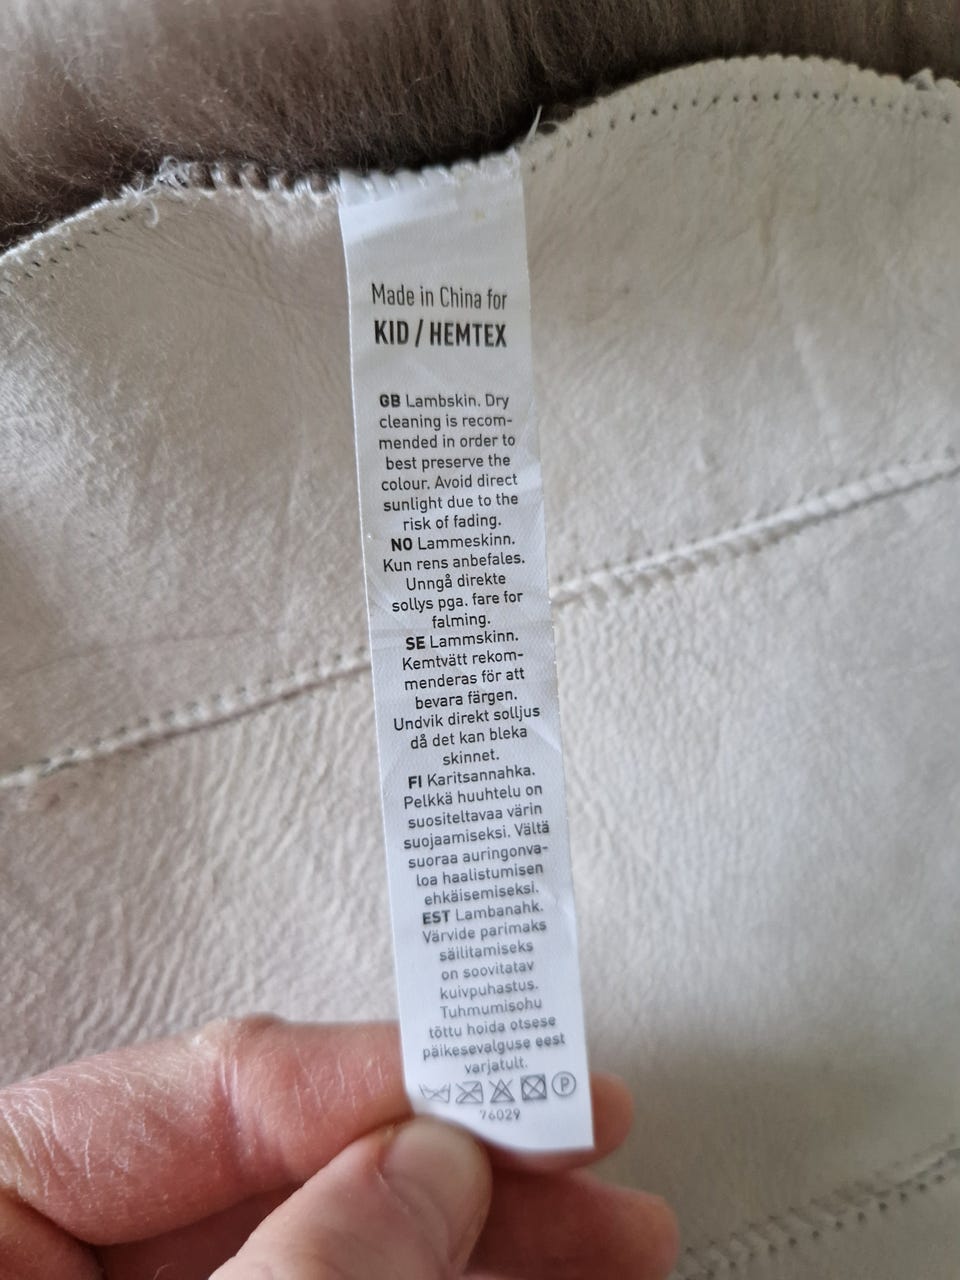 Made in China for
KID / HEMTEX
GB Lambskin. Dry
cleaning is recom-
mended in order to
best preserve the
colour. Avoid direct
sunlight due to the
risk of fading.
NO Lammeskinn.
Kun rens anbefales.
Unngå direkte
sollys pga. fare for
falming.
SE Lammskinn.
Kemtvätt rekom-
menderas för att
bevara färgen.
Undvik direkt solljus
då det kan bleka
skinnet.
FI Karitsannahka.
Pelkkä huuhtelu on
suositeltavaa värin
suojaamiseksi. Vältä
suoraa auringonva-
loa haalistumisen
ehkäisemiseksi.
EST Lambanahk.
Värvide parimaks
säilitamiseks
on soovitatav
kuivpuhastus.
Tuhmumisohu
tõttu hoida otsese
päikesevalguse eest
varjatult.
P
76029